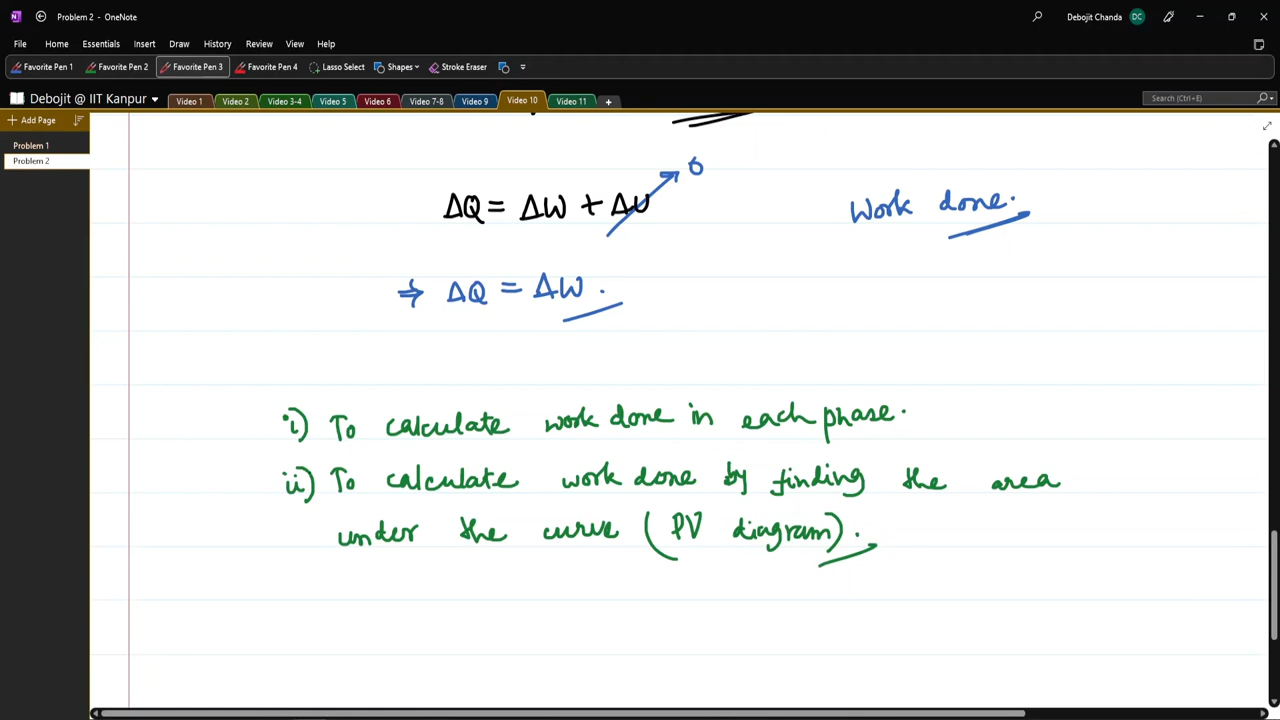 Problem 2 - OneNote
Debojit Chanda DC
File Home Essentials Insert Draw History Review View Help
Favorite Pen 1 Favorite Pen 2 Favorite Pen 3 Favorite Pen 4 Lasso Select Shapes Stroke Eraser
Debojit @ IIT Kanpur Video 1 Video 2 Video 3-4 Video 5 Video 6 Video 7-8 Video 9 Video 10 Video 11 + Search (Ctrl+E)
+ Add Page
Problem 1
Problem 2
0
ΔQ = ΔW + ΔU
Work done.
⇒ ΔQ = ΔW.
i) To calculate work done in each phase.
ii) To calculate work done by finding the area
under the curve (PV diagram).